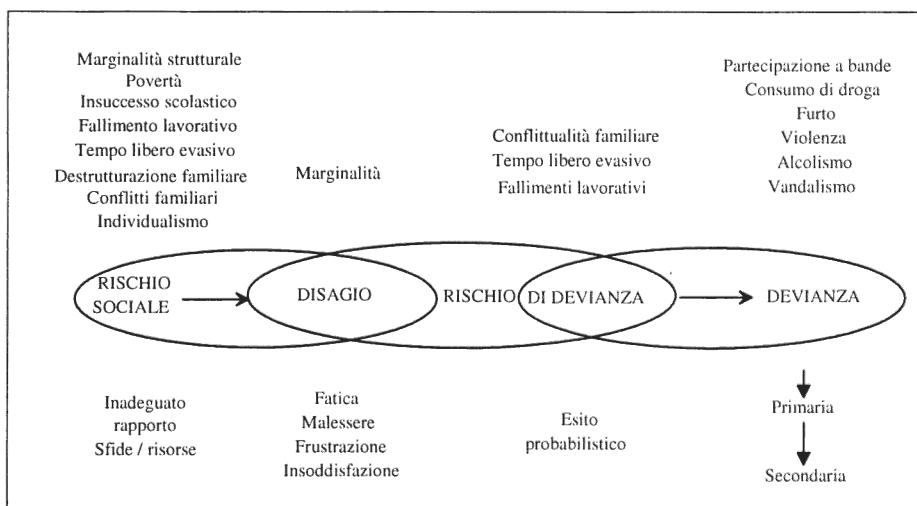 Marginalità strutturale
Povertà
Insuccesso scolastico
Fallimento lavorativo
Tempo libero evasivo
Destrutturazione familiare
Conflitti familiari
Individualismo
Marginalità
Conflittualità familiare
Tempo libero evasivo
Fallimenti lavorativi
Partecipazione a bande
Consumo di droga
Furto
Violenza
Alcolismo
Vandalismo
RISCHIO
SOCIALE
DISAGIO
RISCHIO DI DEVIANZA
DEVIANZA
Inadeguato
rapporto
Sfide / risorse
Fatica
Malessere
Frustrazione
Insoddisfazione
Esito
probabilistico
Primaria
Secondaria